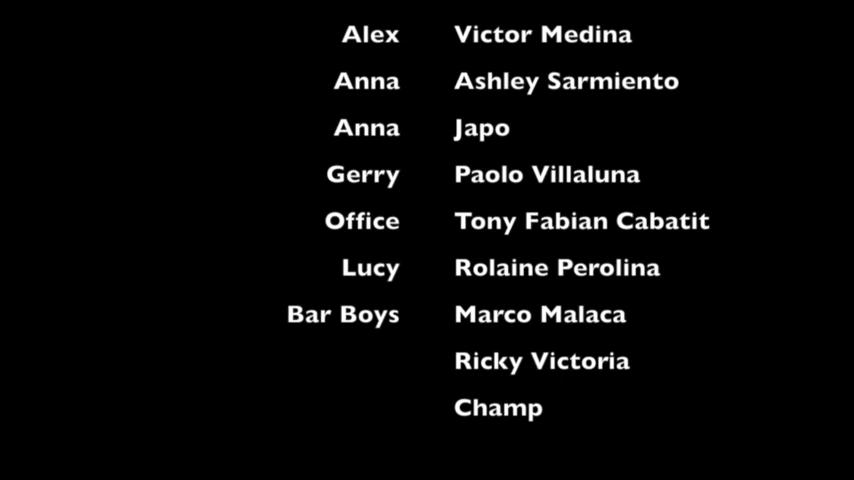 Alex Victor Medina
Anna Ashley Sarmiento
Anna Japo
Gerry Paolo Villaluna
Office Tony Fabian Cabatit
Lucy Rolaine Perolina
Bar Boys Marco Malaca
Ricky Victoria
Champ